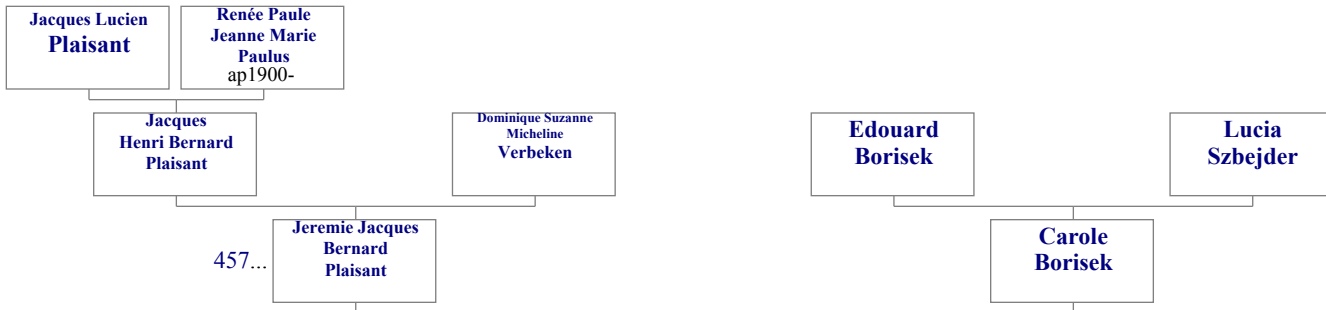 Jacques Lucien
Plaisant
Renée Paule
Jeanne Marie
Paulus
ap1900-
Jacques
Henri Bernard
Plaisant
Dominique Suzanne
Micheline
Verbeken
Edouard
Borisek
Lucia
Szbejder
457...
Jeremie Jacques
Bernard
Plaisant
Carole
Borisek